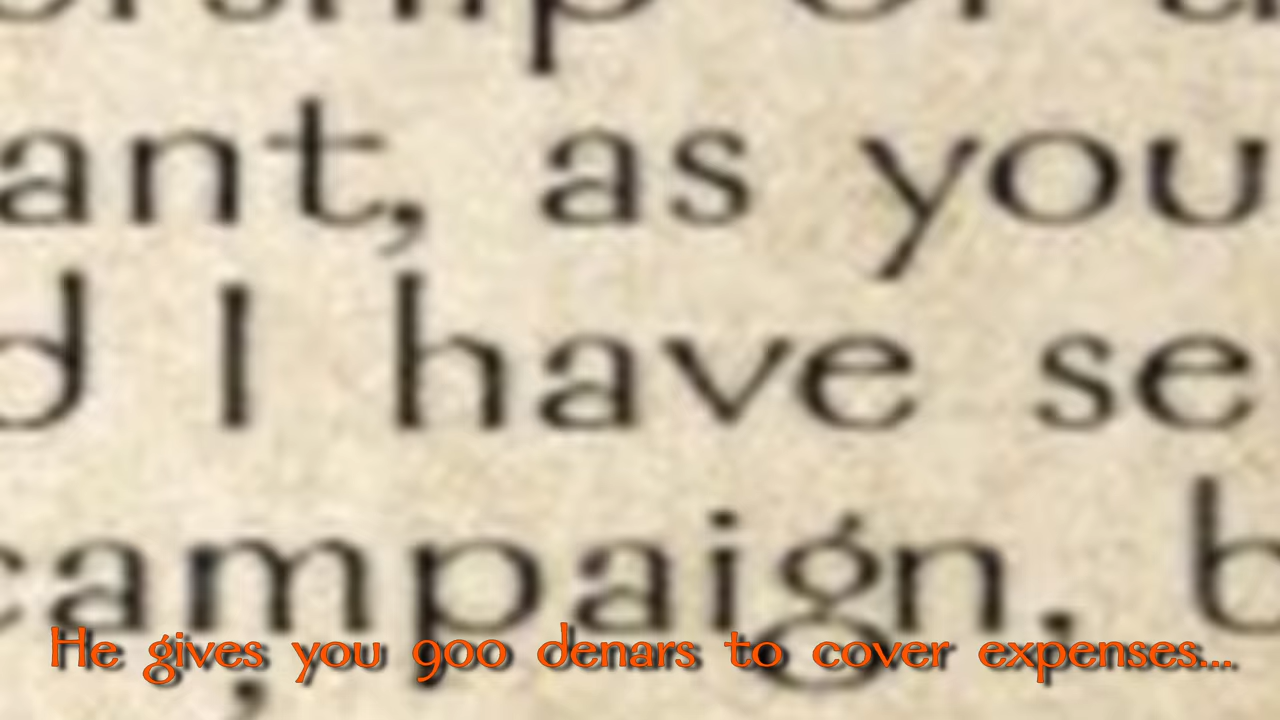 ant, as you
d I have se
campaign. b
He gives you 900 denars to cover expenses...